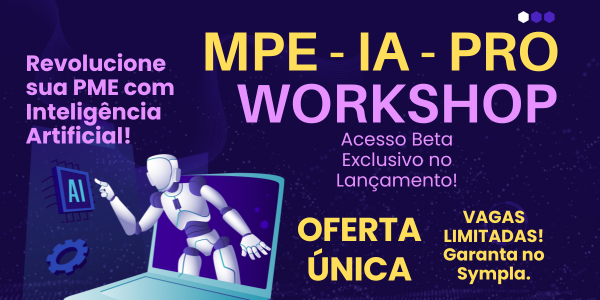 MPE - IA - PRO
WORKSHOP
Revolucione
sua PME com
Inteligência
Artificial!
Acesso Beta
Exclusivo no
Lançamento!
AI
OFERTA
ÚNICA
VAGAS
LIMITADAS!
Garanta no
Sympla.